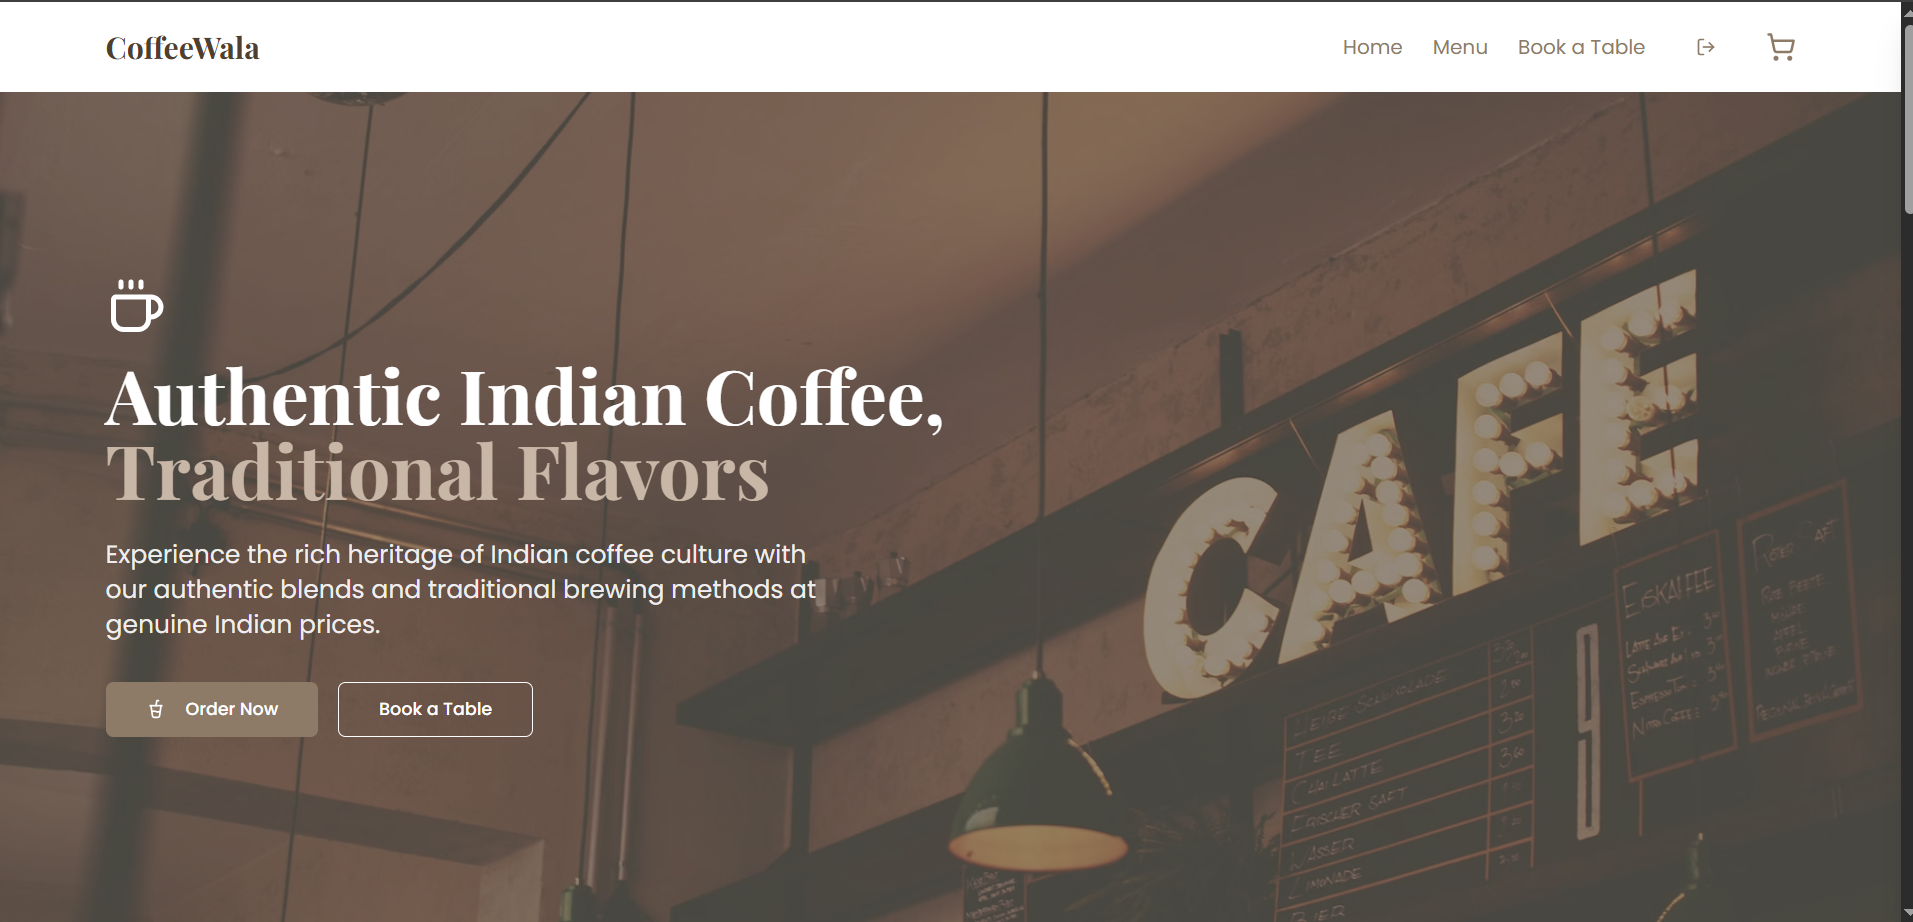 CoffeeWala
Home Menu Book a Table
Authentic Indian Coffee,
Traditional Flavors
Experience the rich heritage of Indian coffee culture with
our authentic blends and traditional brewing methods at
genuine Indian prices.
Order Now Book a Table
CAFE
EISKAFFEE
TEE
CHAI LATTE
WASSER
LIMONADE
BIER